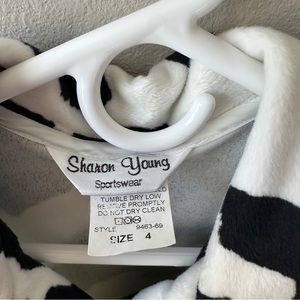 Sharon Young
Sportswear
TUMBLE DRY LOW
REMOVE PROMPTLY
DO NOT DRY CLEAN
STYLE 9463-69
SIZE 4